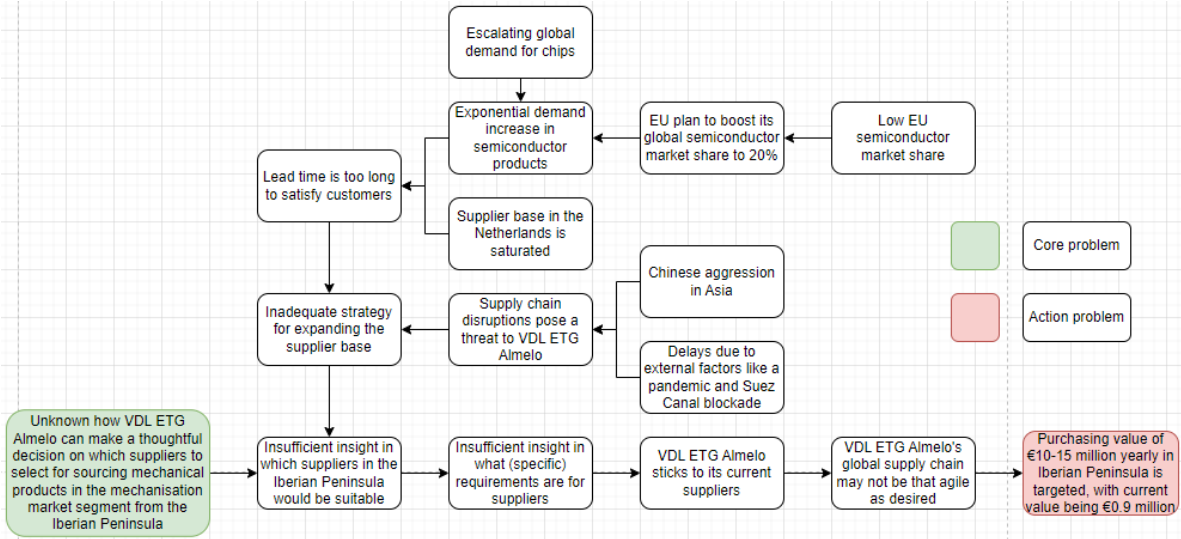 Escalating global
demand for chips
Exponential demand
increase in
semiconductor
products
EU plan to boost its
global semiconductor
market share to 20%
Low EU
semiconductor
market share
Lead time is too long
to satisfy customers
Supplier base in the
Netherlands is
saturated
Core problem
Chinese aggression
in Asia
Action problem
Inadequate strategy
for expanding the
supplier base
Supply chain
disruptions pose a
threat to VDL ETG
Almelo
Delays due to
external factors like a
pandemic and Suez
Canal blockade
Unknown how VDL ETG
Almelo can make a thoughtful
decision on which suppliers to
select for sourcing mechanical
products in the mechanisation
market segment from the
Iberian Peninsula
Insufficient insight in
which suppliers in the
Iberian Peninsula
would be suitable
Insufficient insight in
what (specific)
requirements are for
suppliers
VDL ETG Almelo
sticks to its current
suppliers
VDL ETG Almelo's
global supply chain
may not be that agile
as desired
Purchasing value of
€10-15 million yearly in
Iberian Peninsula is
targeted, with current
value being €0.9 million